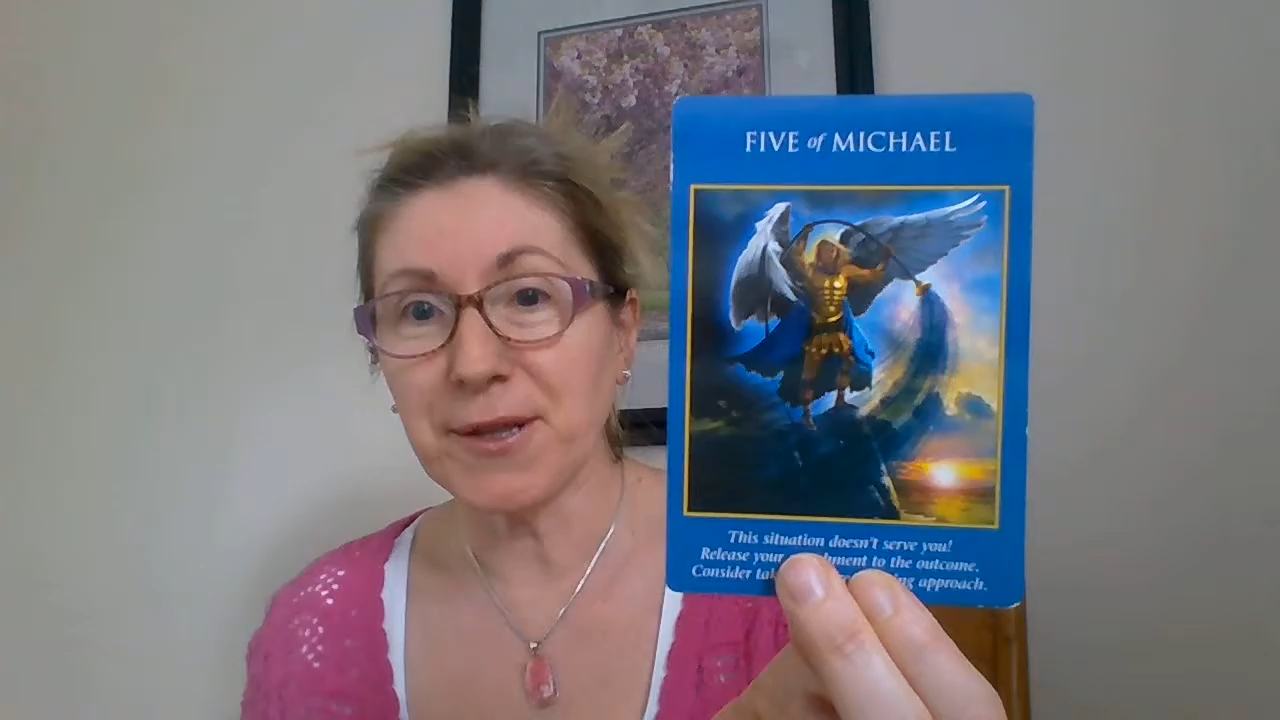 FIVE of MICHAEL
This situation doesn't serve you!
Release your to the outcome.
Consider approach.